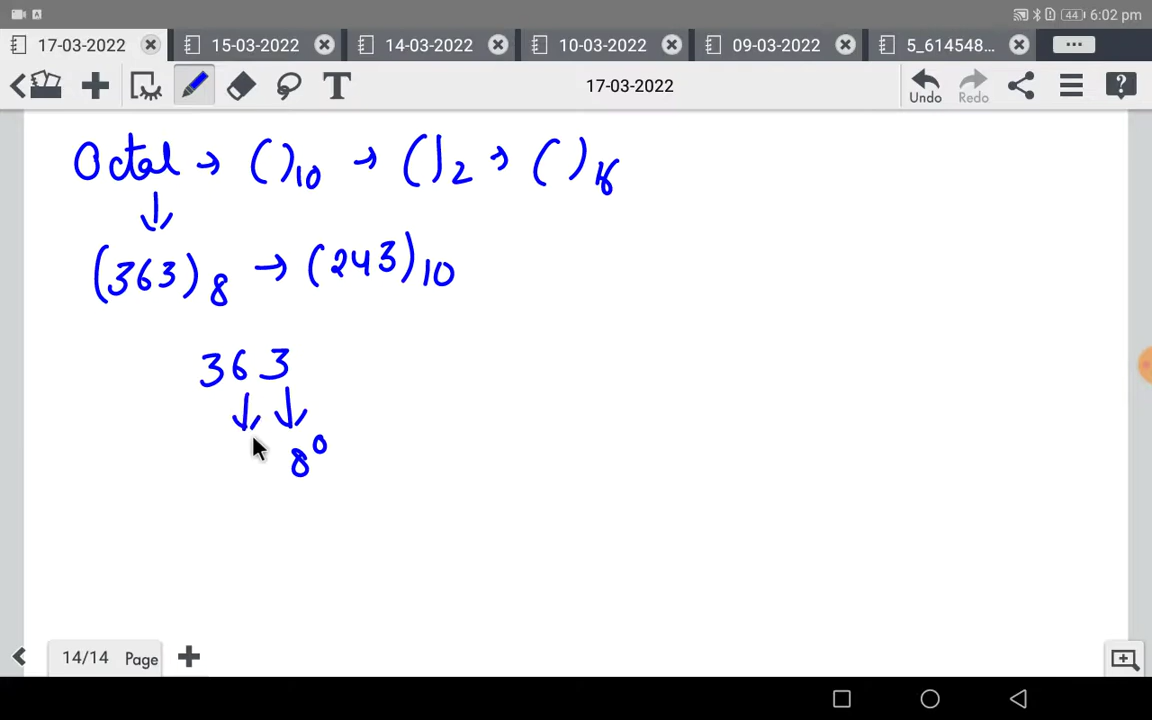 A 44 6:02 pm
17-03-2022 15-03-2022 14-03-2022 10-03-2022 09-03-2022 5_614548... ...
T 17-03-2022 Undo Redo ?
Octal → ( )10 → ( )2 → ( )16
↓
(363)8 → (243)10
363
↓ ↓
8⁰
14/14 Page